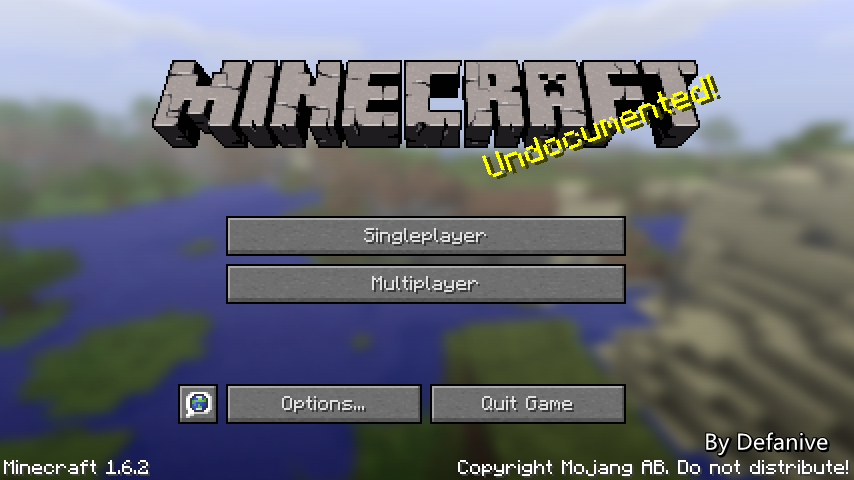 MINECRAFT
Undocumented!
Singleplayer
Multiplayer
Options...
Quit Game
By Defanive
Minecraft 1.6.2
Copyright Mojang AB. Do not distribute!